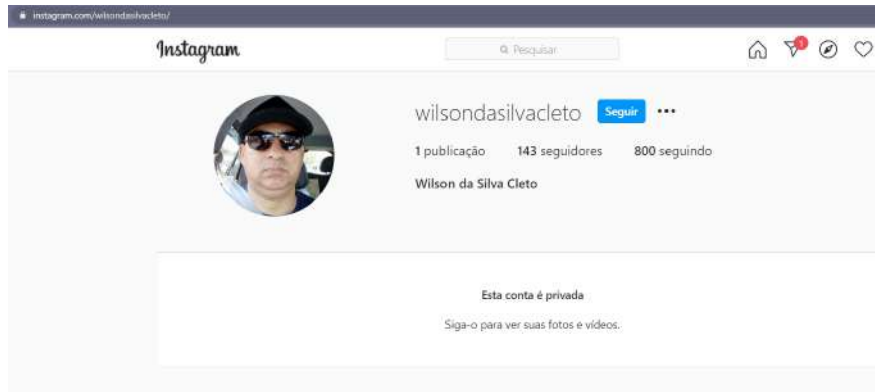 instagram.com/wilsondasilvacleto/
Instagram
Pesquisar
1
wilsondasilvacleto Seguir
1 publicação 143 seguidores 800 seguindo
Wilson da Silva Cleto
Esta conta é privada
Siga-o para ver suas fotos e vídeos.